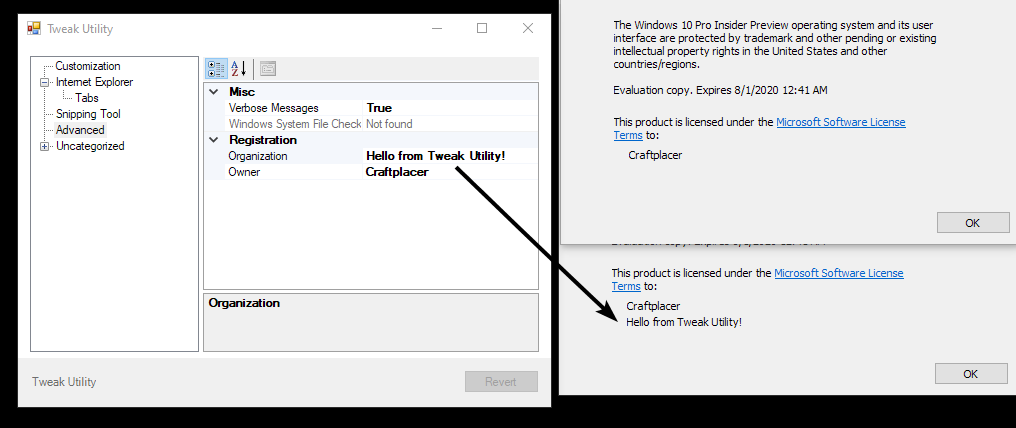 Tweak Utility
Customization
Internet Explorer
Tabs
Snipping Tool
Advanced
Uncategorized
Misc
Verbose Messages True
Windows System File Check Not found
Registration
Organization Hello from Tweak Utility!
Owner Craftplacer
Organization
Tweak Utility
Revert
The Windows 10 Pro Insider Preview operating system and its user
interface are protected by trademark and other pending or existing
intellectual property rights in the United States and other
countries/regions.
Evaluation copy. Expires 8/1/2020 12:41 AM
This product is licensed under the Microsoft Software License
Terms to:
Craftplacer
OK
This product is licensed under the Microsoft Software License
Terms to:
Craftplacer
Hello from Tweak Utility!
OK